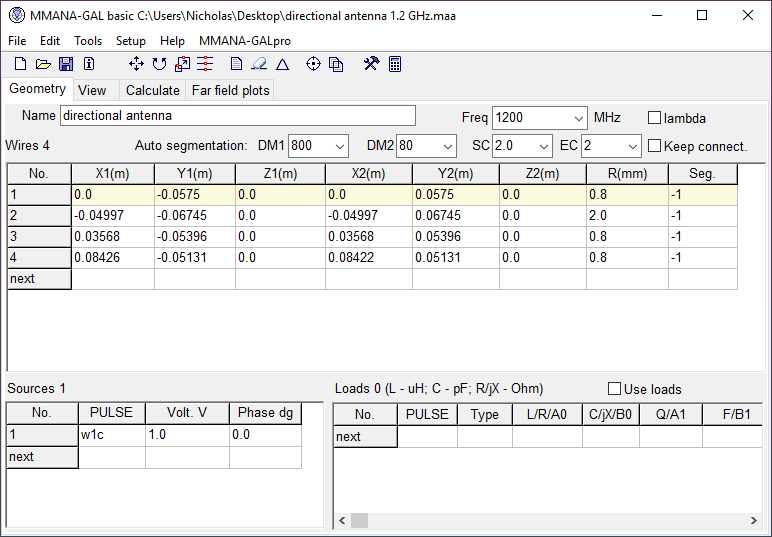 MMANA-GAL basic C:\Users\Nicholas\Desktop\directional antenna 1.2 GHz.maa
File Edit Tools Setup Help MMANA-GALpro
Geometry View Calculate Far field plots
Name directional antenna Freq 1200 MHz lambda
Wires 4 Auto segmentation: DM1 800 DM2 80 SC 2.0 EC 2 Keep connect.
No. X1(m) Y1(m) Z1(m) X2(m) Y2(m) Z2(m) R(mm) Seg.
1 0.0 -0.0575 0.0 0.0 0.0575 0.0 0.8 -1
2 -0.04997 -0.06745 0.0 -0.04997 0.06745 0.0 2.0 -1
3 0.03568 -0.05396 0.0 0.03568 0.05396 0.0 0.8 -1
4 0.08426 -0.05131 0.0 0.08422 0.05131 0.0 0.8 -1
next
Sources 1
No. PULSE Volt. V Phase dg
1 w1c 1.0 0.0
next
Loads 0 (L - uH; C - pF; R/jX - Ohm) Use loads
No. PULSE Type L/R/A0 C/jX/B0 Q/A1 F/B1
next